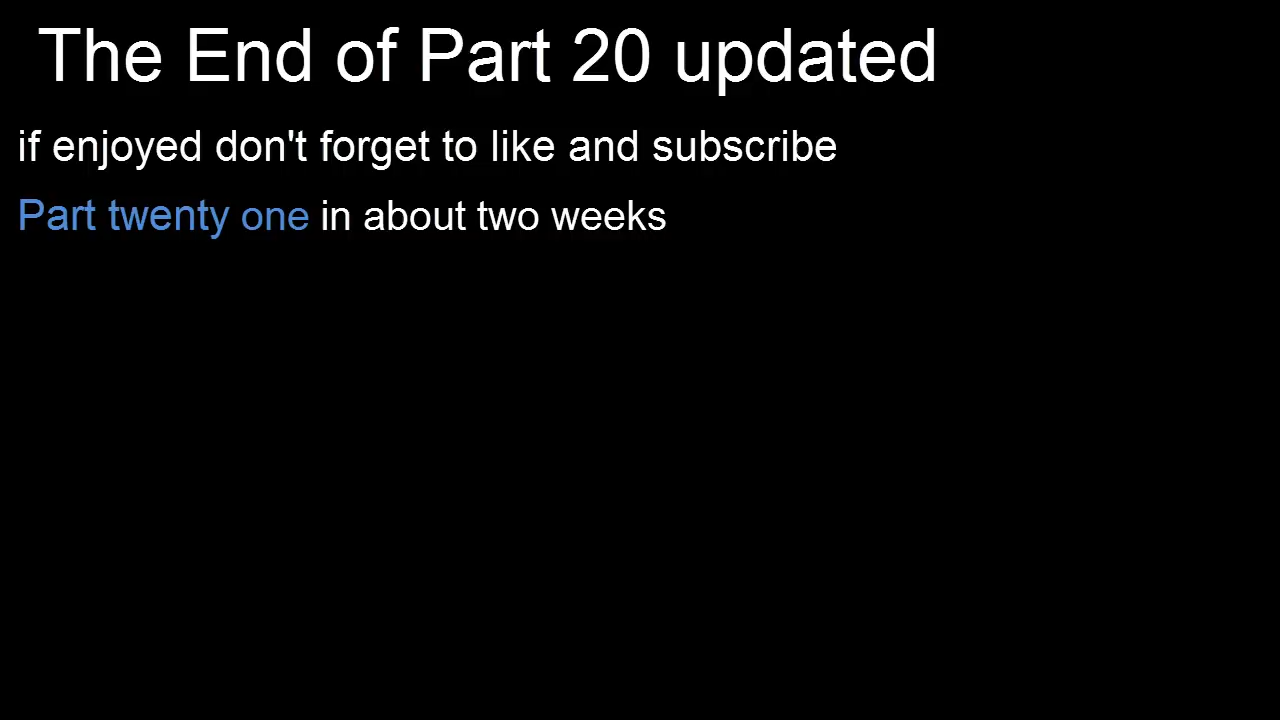 The End of Part 20 updated
if enjoyed don't forget to like and subscribe
Part twenty one in about two weeks